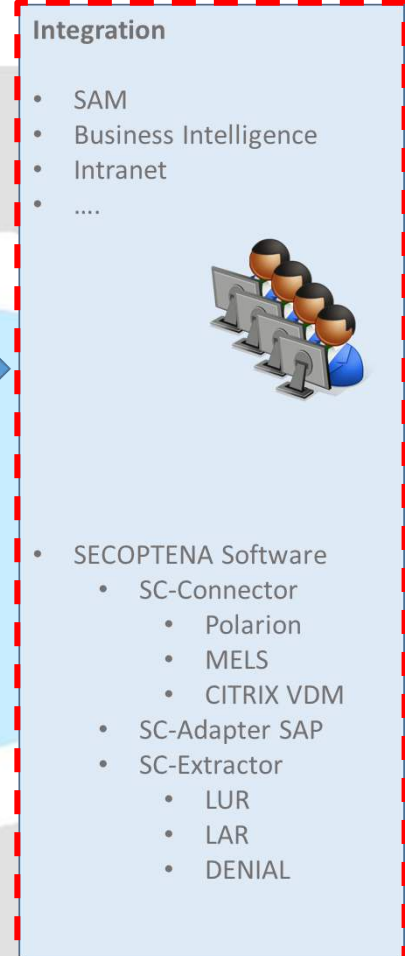 Integration
• SAM
• Business Intelligence
• Intranet
• ....
• SECOPTENA Software
• SC-Connector
• Polarion
• MELS
• CITRIX VDM
• SC-Adapter SAP
• SC-Extractor
• LUR
• LAR
• DENIAL